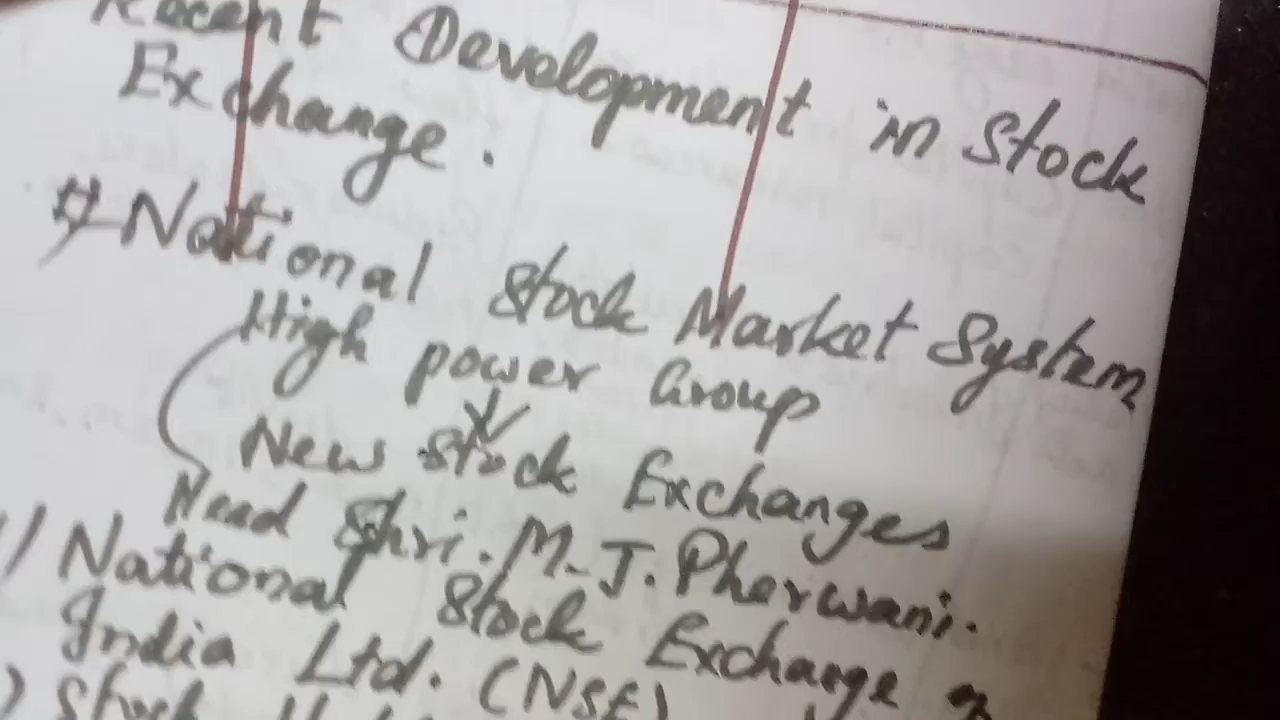 Recent Development in Stock
Exchange.
# National Stock Market System
High power Group
New Stock Exchanges
Head Shri. M. J. Pherwani.
1) National Stock Exchange of
India Ltd. (NSE)
) Stock